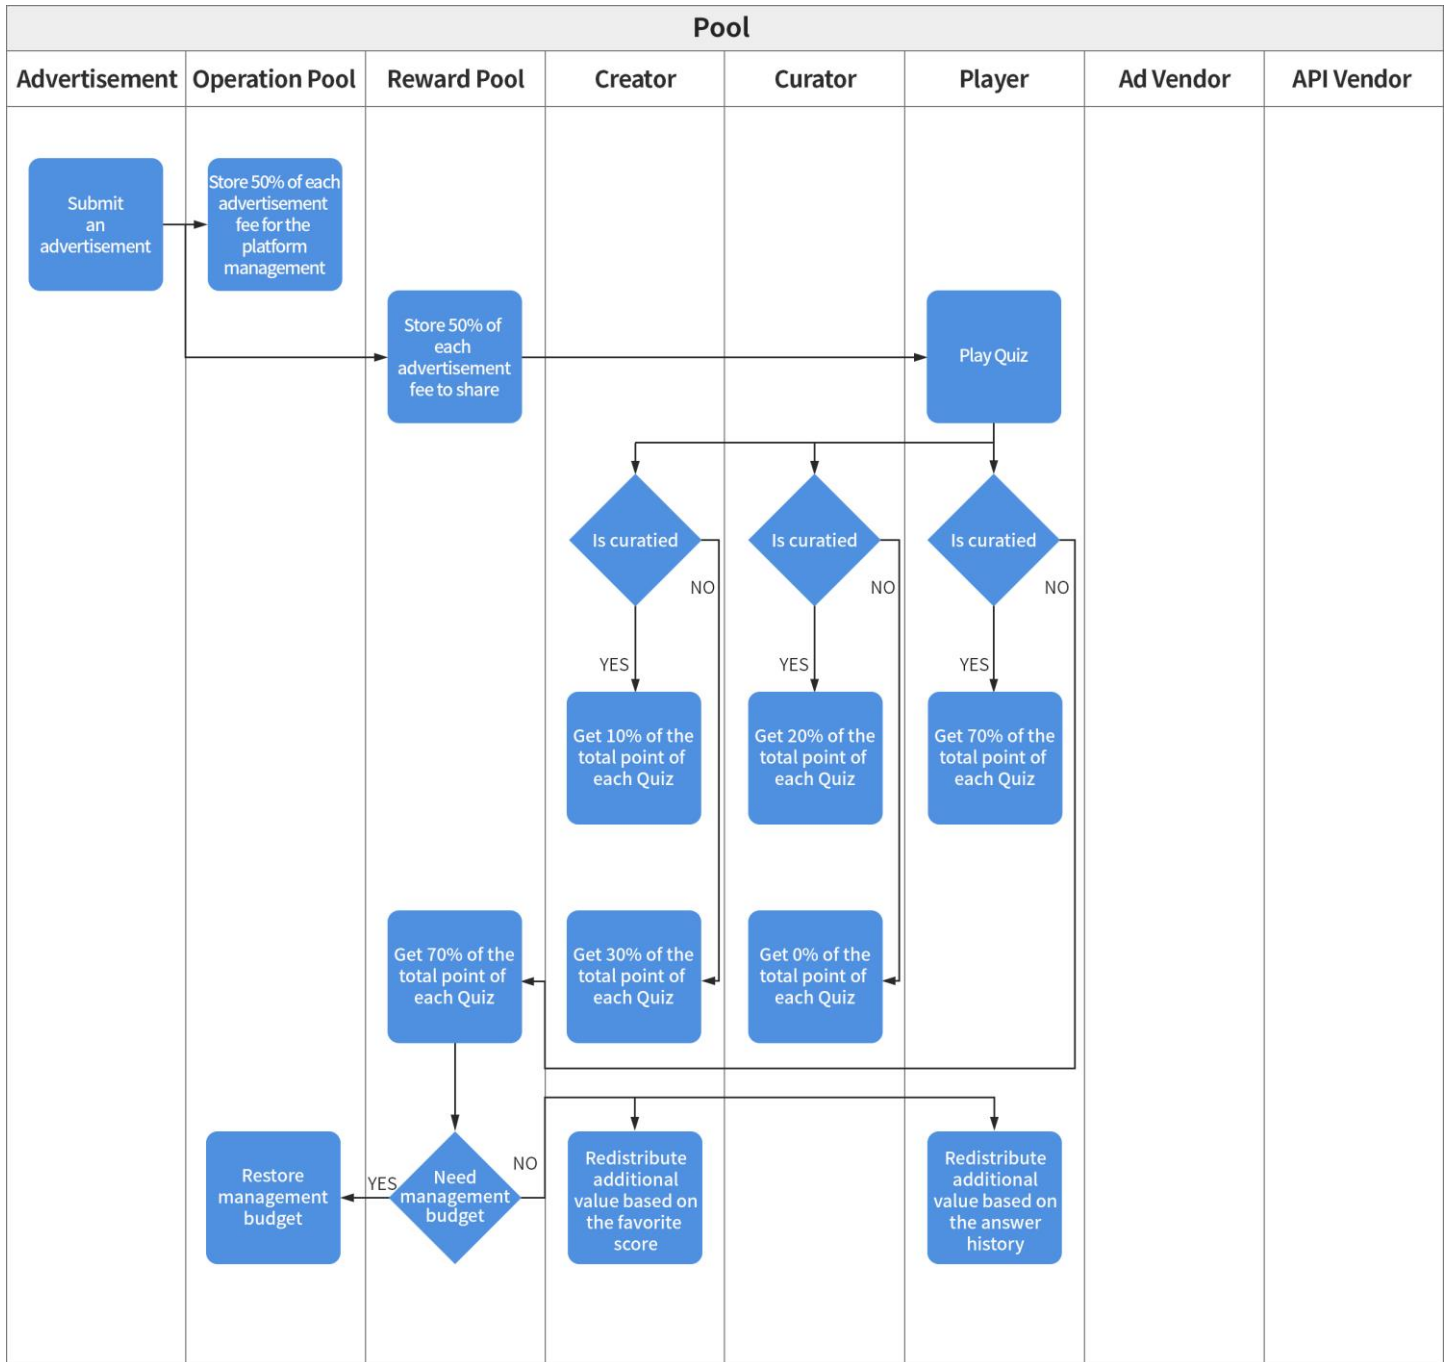 Pool
Advertisement
Operation Pool
Reward Pool
Creator
Curator
Player
Ad Vendor
API Vendor
Submit
an
advertisement
Store 50% of each
advertisement
fee for the
platform
management
Store 50% of
each
advertisement
fee to share
Play Quiz
Is curatied
NO
YES
Is curatied
NO
YES
Is curatied
NO
YES
Get 10% of the
total point of
each Quiz
Get 20% of the
total point of
each Quiz
Get 70% of the
total point of
each Quiz
Get 70% of the
total point of
each Quiz
Get 30% of the
total point of
each Quiz
Get 0% of the
total point of
each Quiz
Restore
management
budget
YES
Need
management
budget
NO
Redistribute
additional
value based on
the favorite
score
Redistribute
additional
value based on
the answer
history